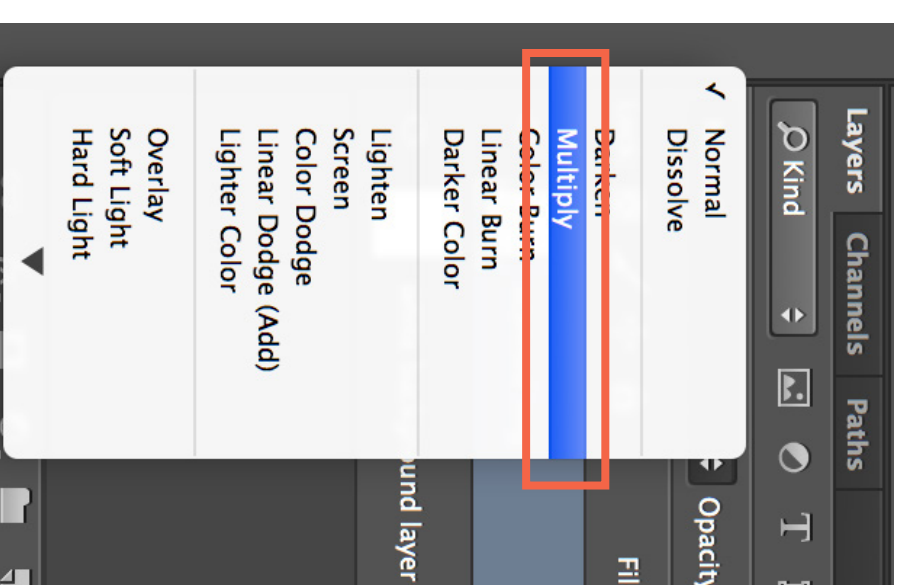 Layers Channels Paths
Kind T
✓ Normal Opacity
Dissolve
Darken Fil
Multiply
Color Burn
Linear Burn
Darker Color
Lighten
Screen
Color Dodge
Linear Dodge (Add)
Lighter Color
Overlay
Soft Light
Hard Light
ound layer